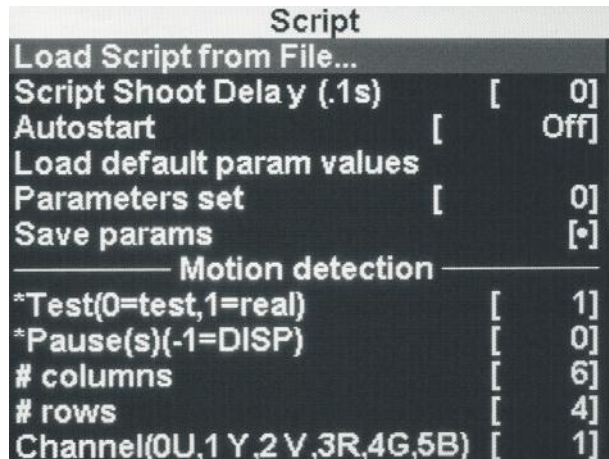 Script
Load Script from File...
Script Shoot Delay (.1s) [ 0]
Autostart [ Off]
Load default param values
Parameters set [ 0]
Save params [•]
Motion detection
*Test(0=test,1=real) [ 1]
*Pause(s)(-1=DISP) [ 0]
# columns [ 6]
# rows [ 4]
Channel(0U,1Y,2V,3R,4G,5B) [ 1]